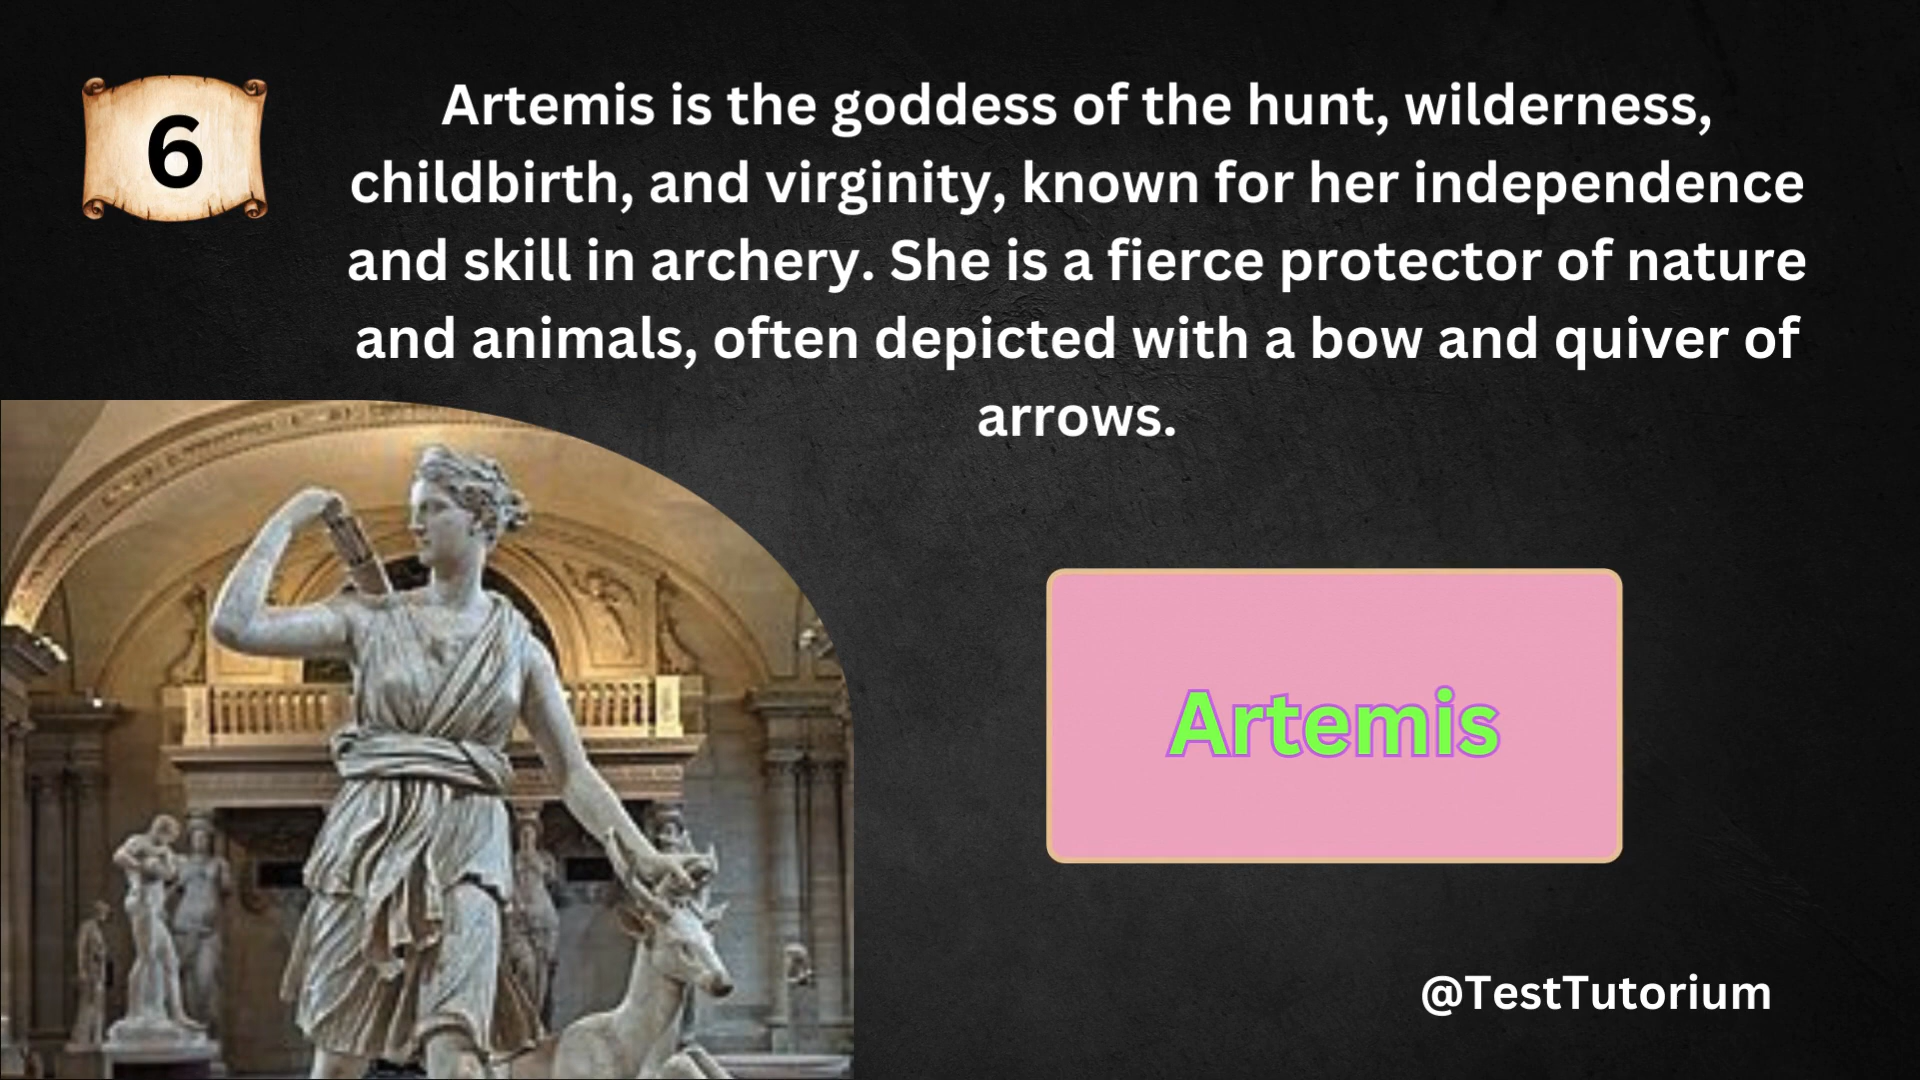 6
Artemis is the goddess of the hunt, wilderness,
childbirth, and virginity, known for her independence
and skill in archery. She is a fierce protector of nature
and animals, often depicted with a bow and quiver of
arrows.
Artemis
@TestTutorium